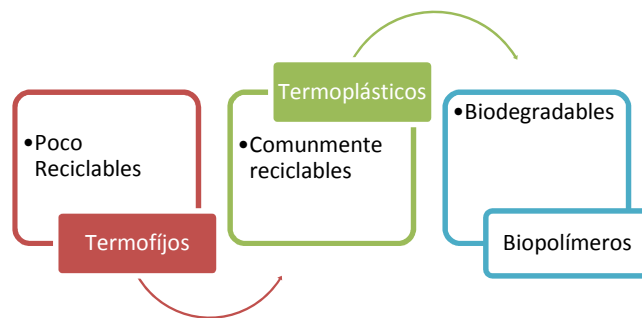 •Poco
Reciclables
Termofíjos
Termoplásticos
•Comunmente
reciclables
•Biodegradables
Biopolímeros